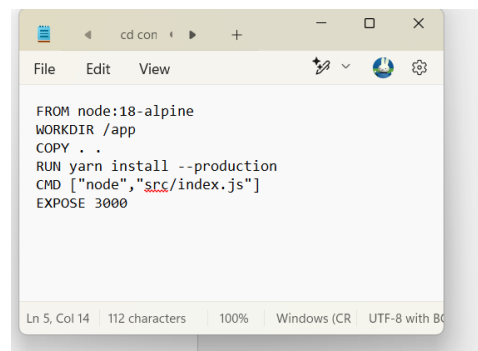 cd con
File Edit View
FROM node:18-alpine
WORKDIR /app
COPY . .
RUN yarn install --production
CMD ["node","src/index.js"]
EXPOSE 3000
Ln 5, Col 14 112 characters 100% Windows (CR UTF-8 with BO